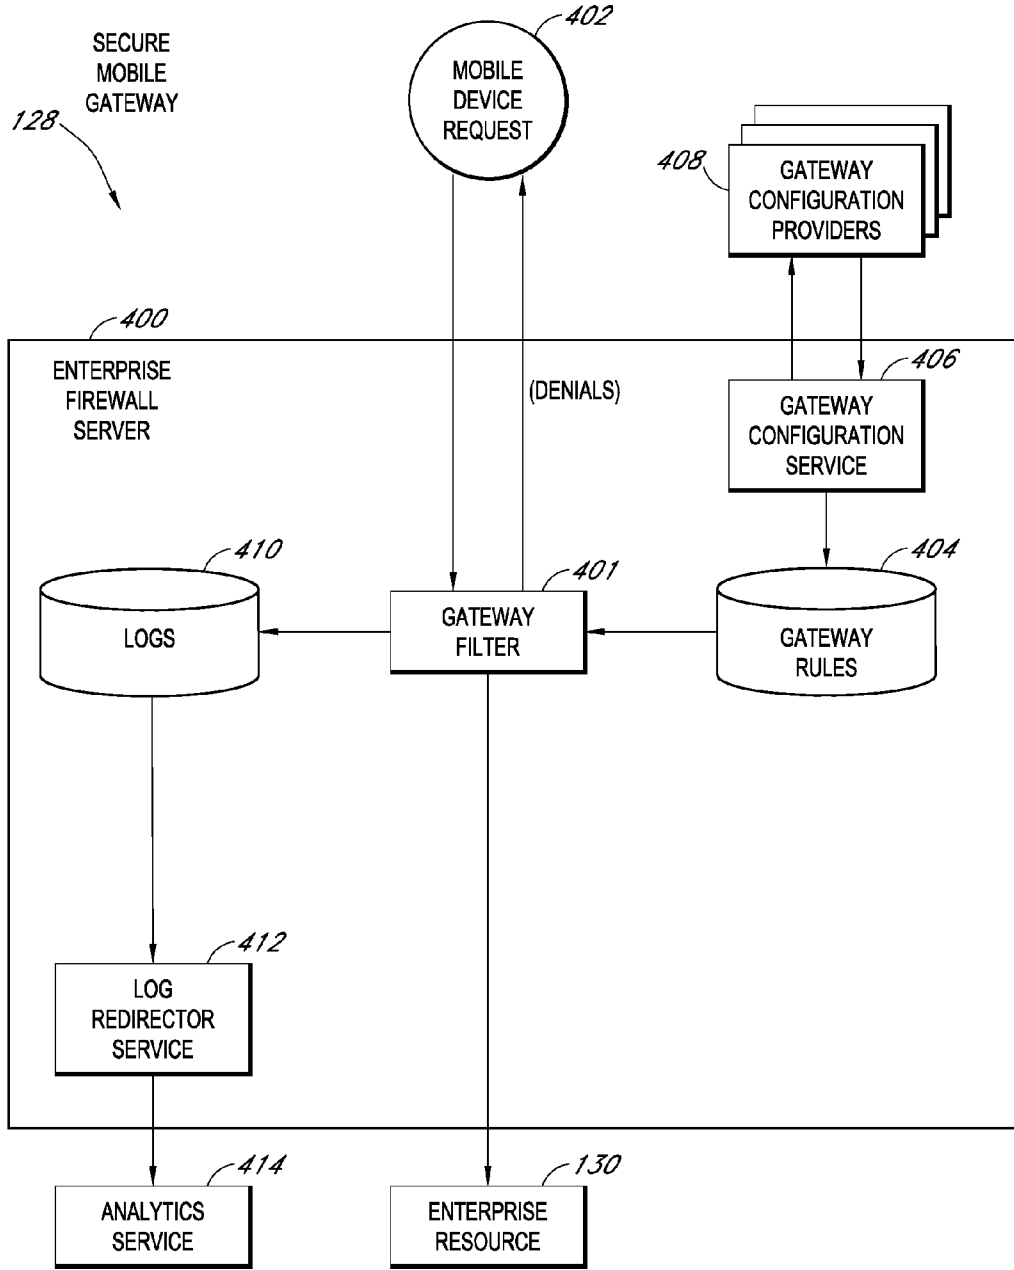 SECURE
MOBILE
GATEWAY
128
402
MOBILE
DEVICE
REQUEST
408
GATEWAY
CONFIGURATION
PROVIDERS
400
ENTERPRISE
FIREWALL
SERVER
(DENIALS)
406
GATEWAY
CONFIGURATION
SERVICE
410
LOGS
401
GATEWAY
FILTER
404
GATEWAY
RULES
412
LOG
REDIRECTOR
SERVICE
414
ANALYTICS
SERVICE
130
ENTERPRISE
RESOURCE